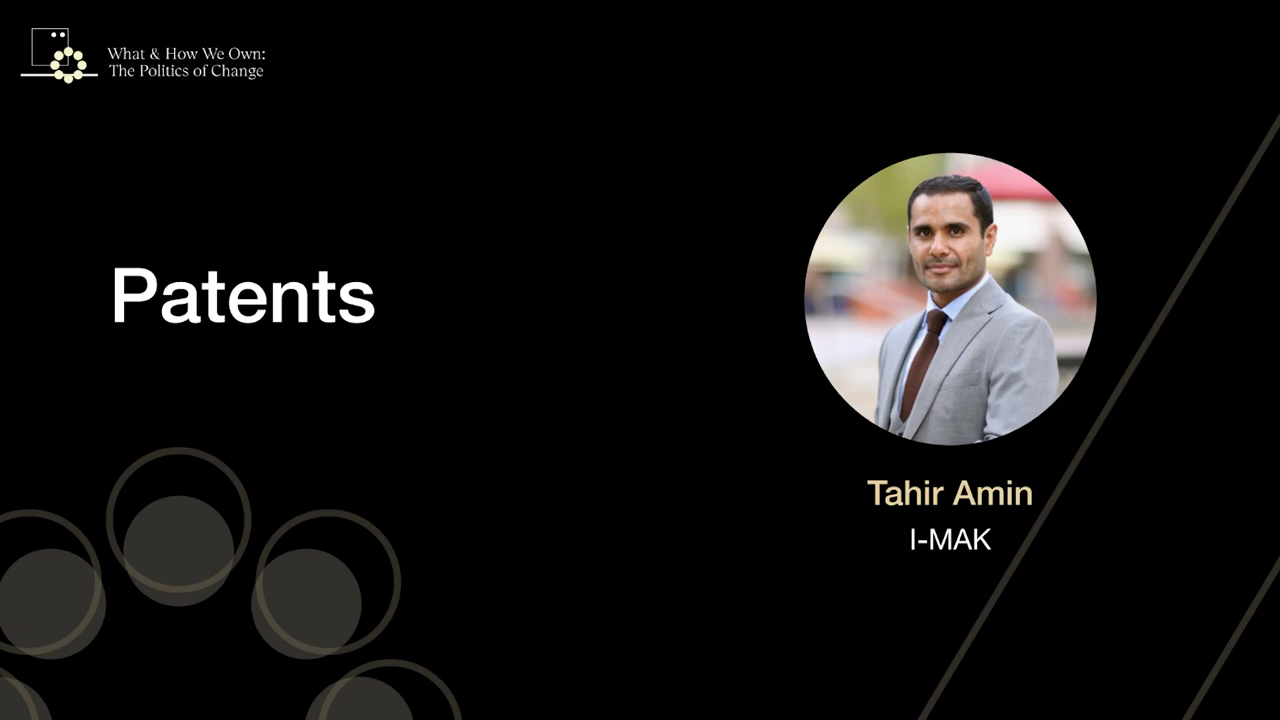 What & How We Own:
The Politics of Change
Patents
Tahir Amin
I-MAK